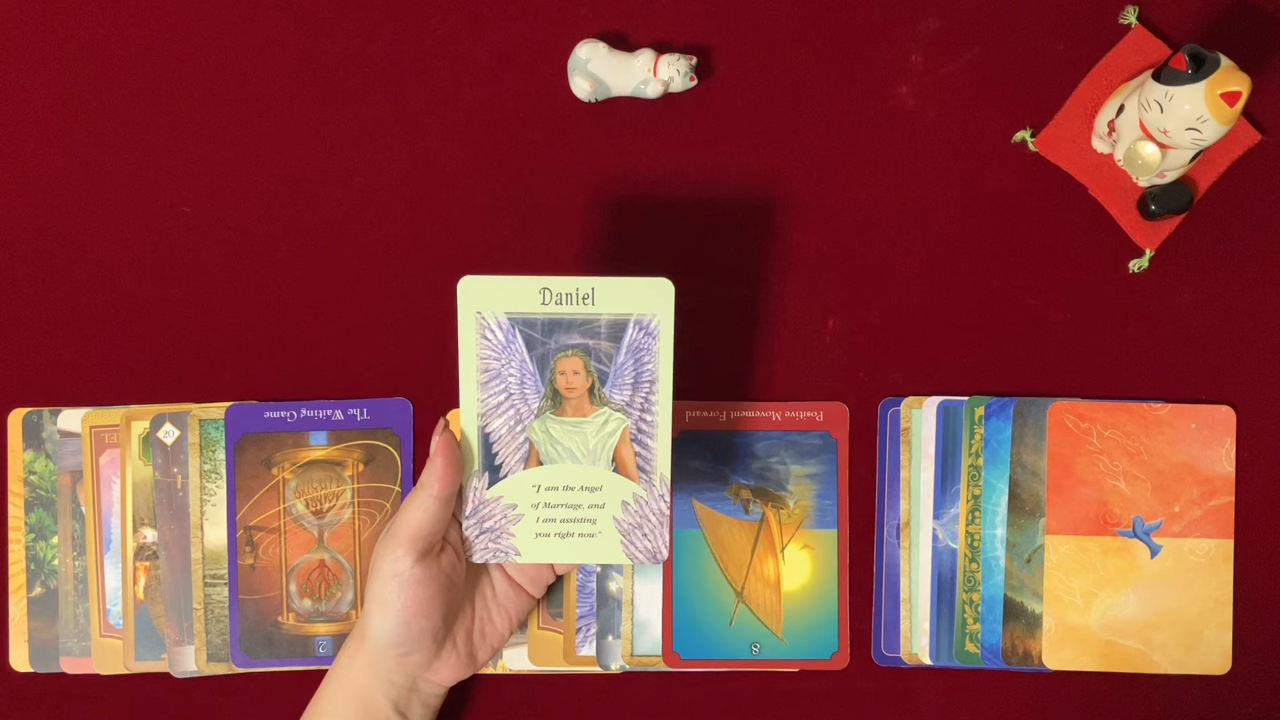 Daniel
"I am the Angel
of Marriage, and
I am assisting
you right now."
20
The Waiting Game
2
Positive Movement Forward
8